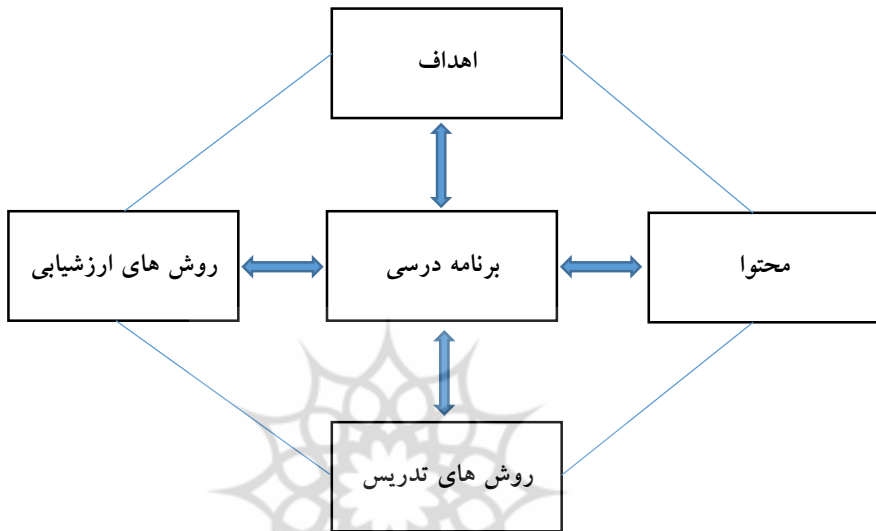 اهداف
محتوا
برنامه درسی
روش های ارزشیابی
روش های تدریس